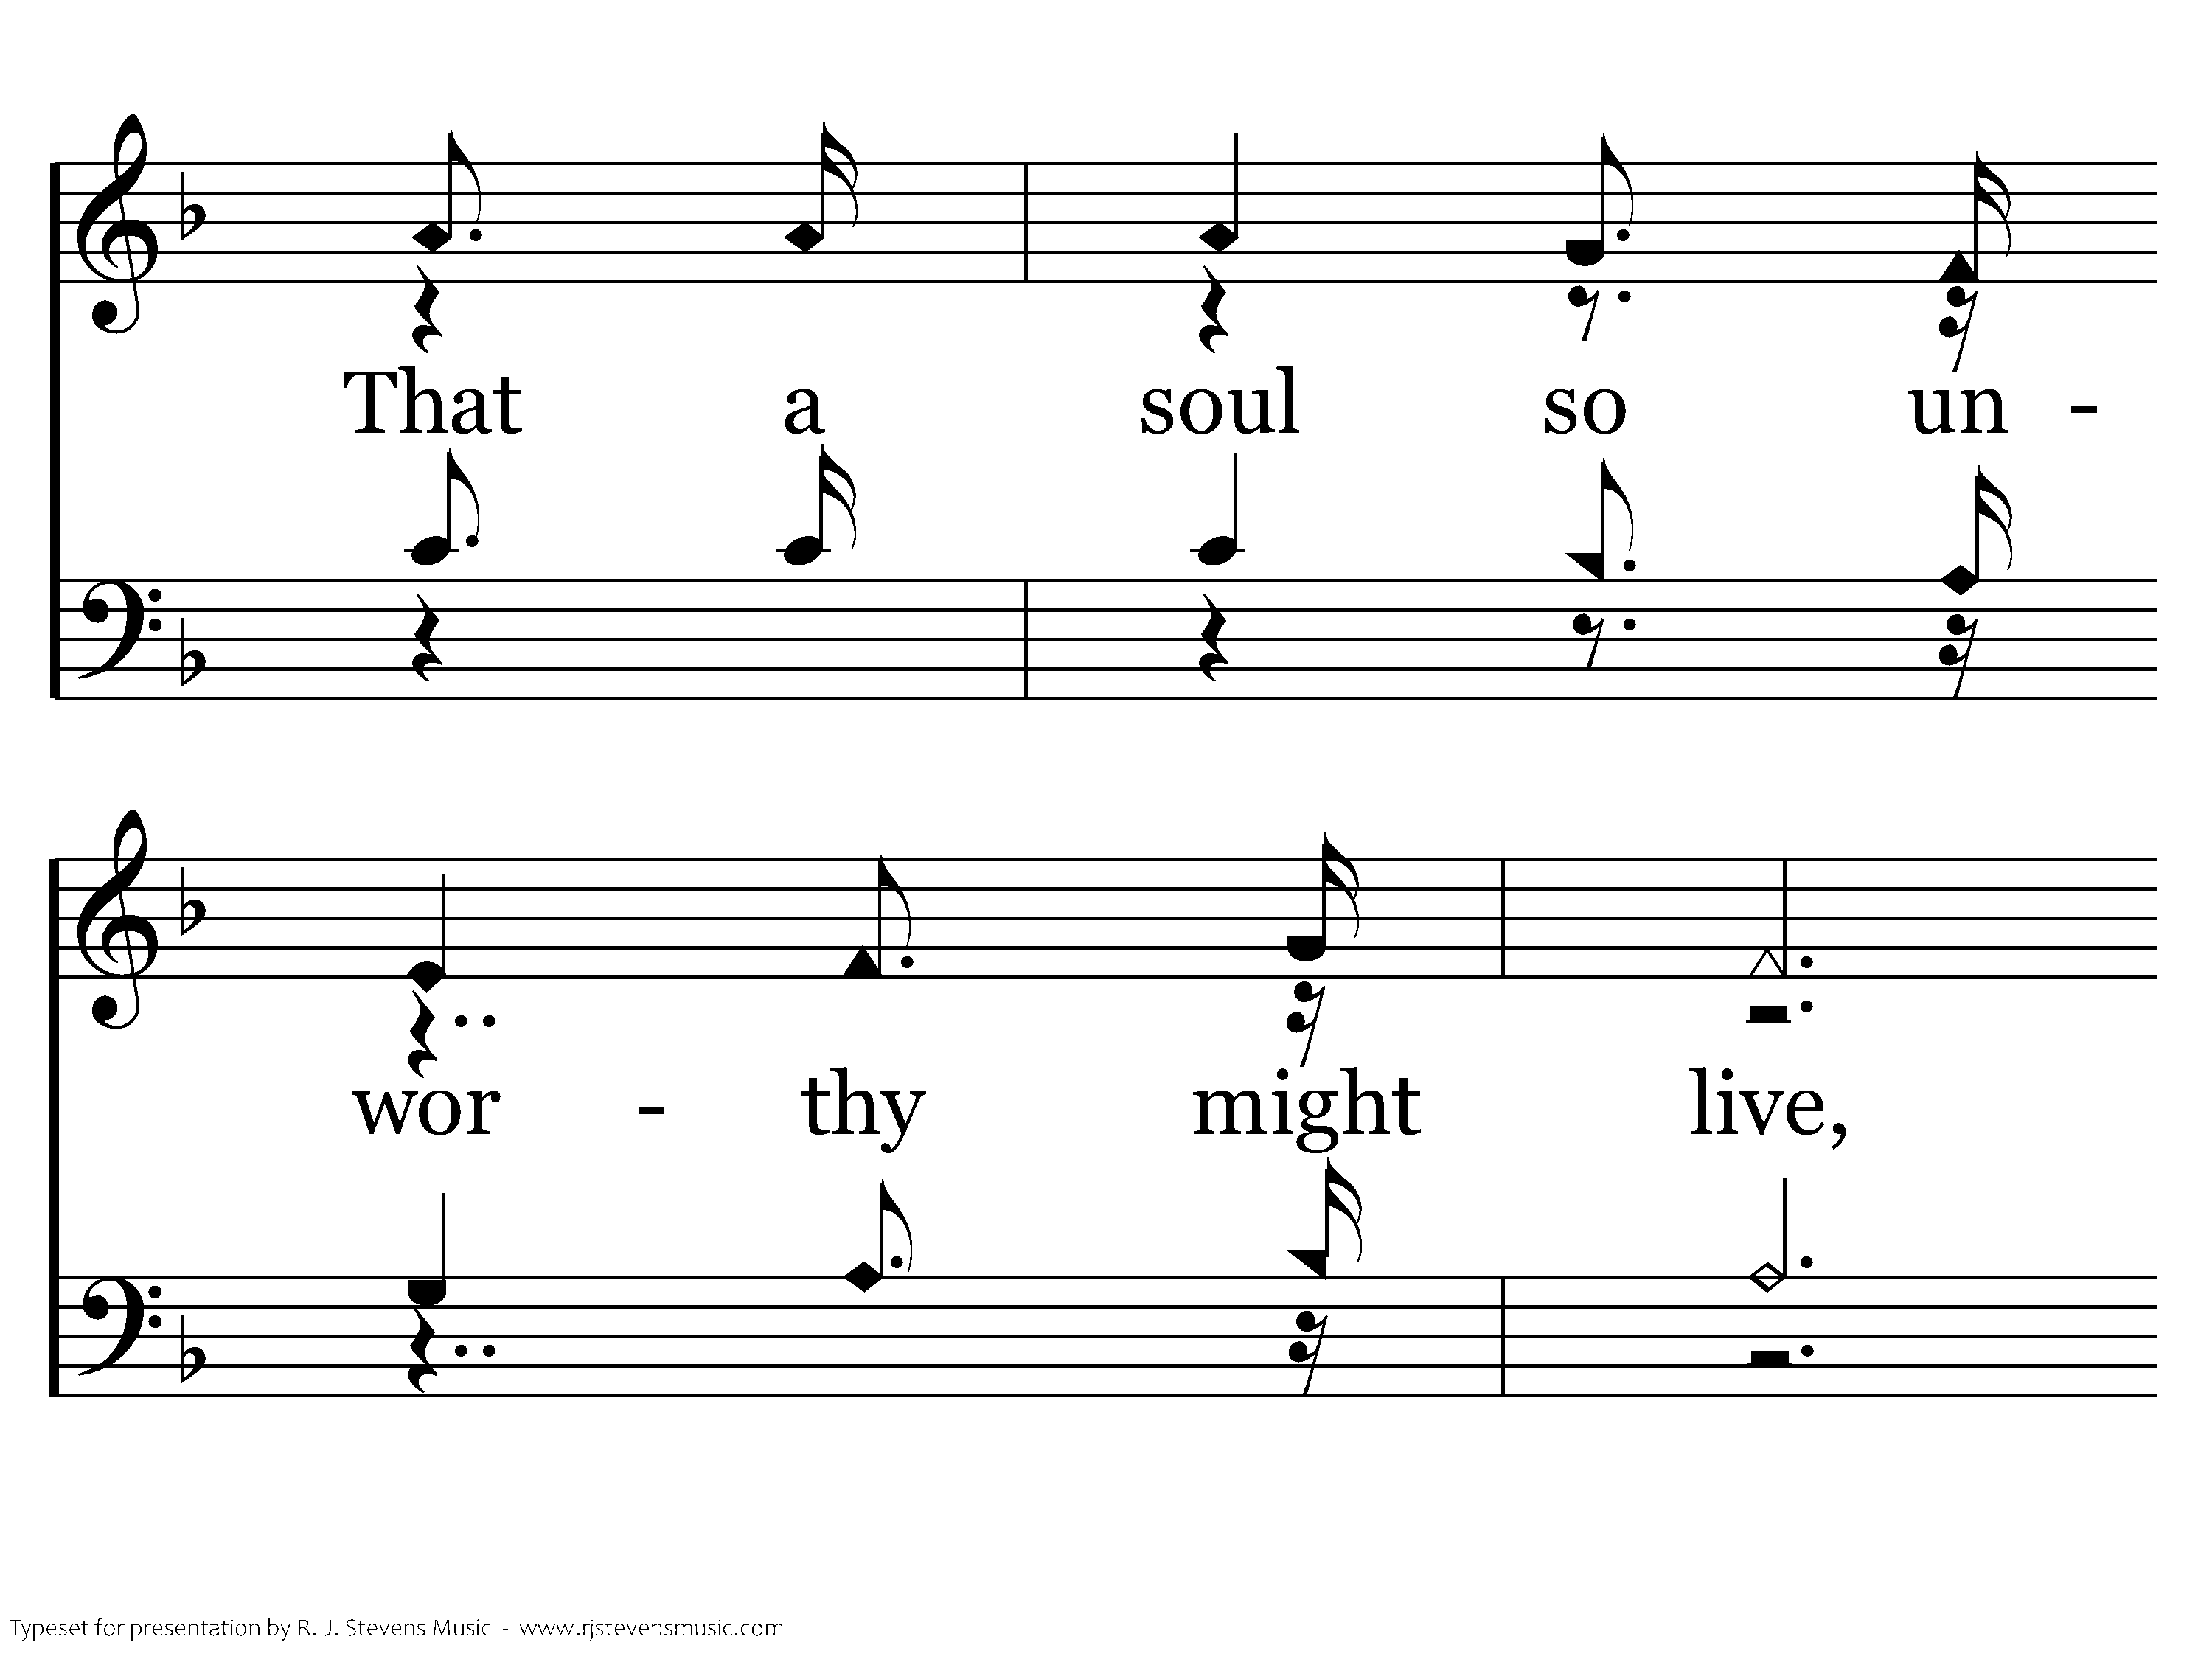 That a soul so un -
wor - thy might live,
Typeset for presentation by R. J. Stevens Music - www.rjstevensmusic.com